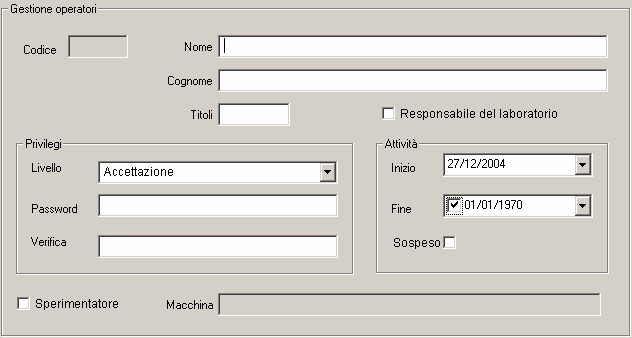 Gestione operatori
Codice
Nome
Cognome
Titoli
Responsabile del laboratorio
Privilegi
Livello Accettazione
Password
Verifica
Attività
Inizio 27/12/2004
Fine 01/01/1970
Sospeso
Sperimentatore
Macchina